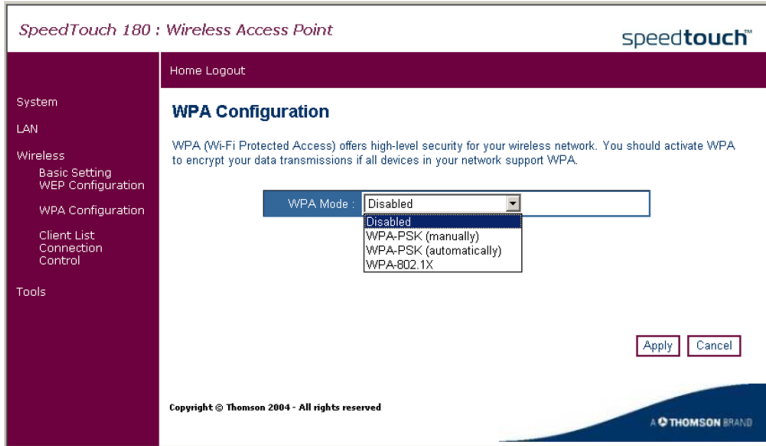 SpeedTouch 180 : Wireless Access Point
speedtouch™
Home Logout
System
LAN
Wireless
Basic Setting
WEP Configuration
WPA Configuration
Client List
Connection
Control
Tools
WPA Configuration
WPA (Wi-Fi Protected Access) offers high-level security for your wireless network. You should activate WPA
to encrypt your data transmissions if all devices in your network support WPA.
WPA Mode : Disabled
Disabled
WPA-PSK (manually)
WPA-PSK (automatically)
WPA-802.1X
Apply Cancel
Copyright © Thomson 2004 - All rights reserved
A THOMSON BRAND